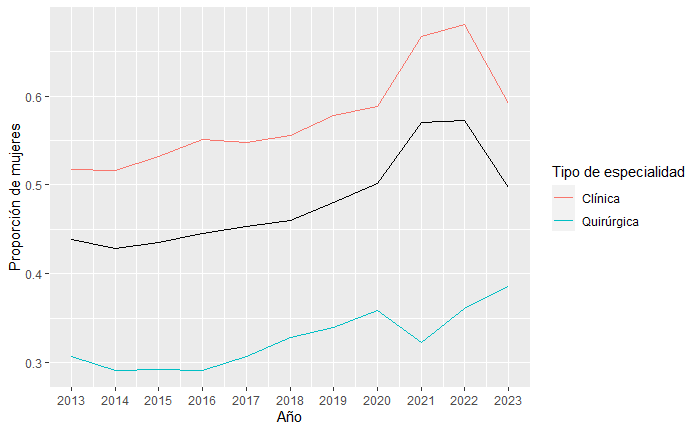 Proporción de mujeres
0.6
0.5
0.4
0.3
2013 2014 2015 2016 2017 2018 2019 2020 2021 2022 2023
Año
Tipo de especialidad
Clínica
Quirúrgica